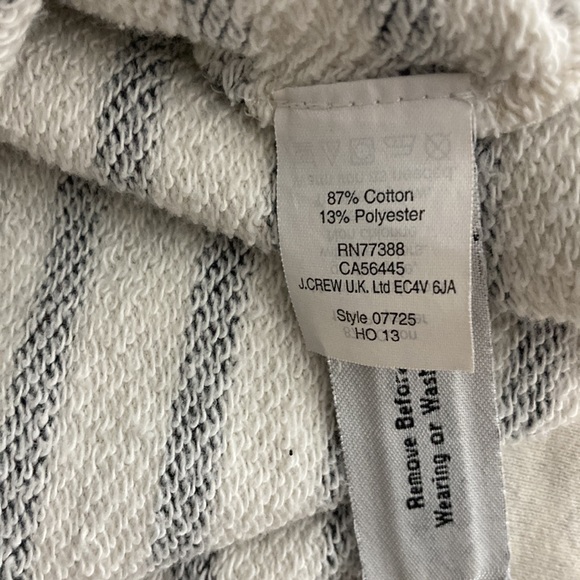 87% Cotton
13% Polyester
RN77388
CA56445
J.CREW U.K. Ltd EC4V 6JA
Style 07725
HO 13
Remove Before
Wearing or Wash